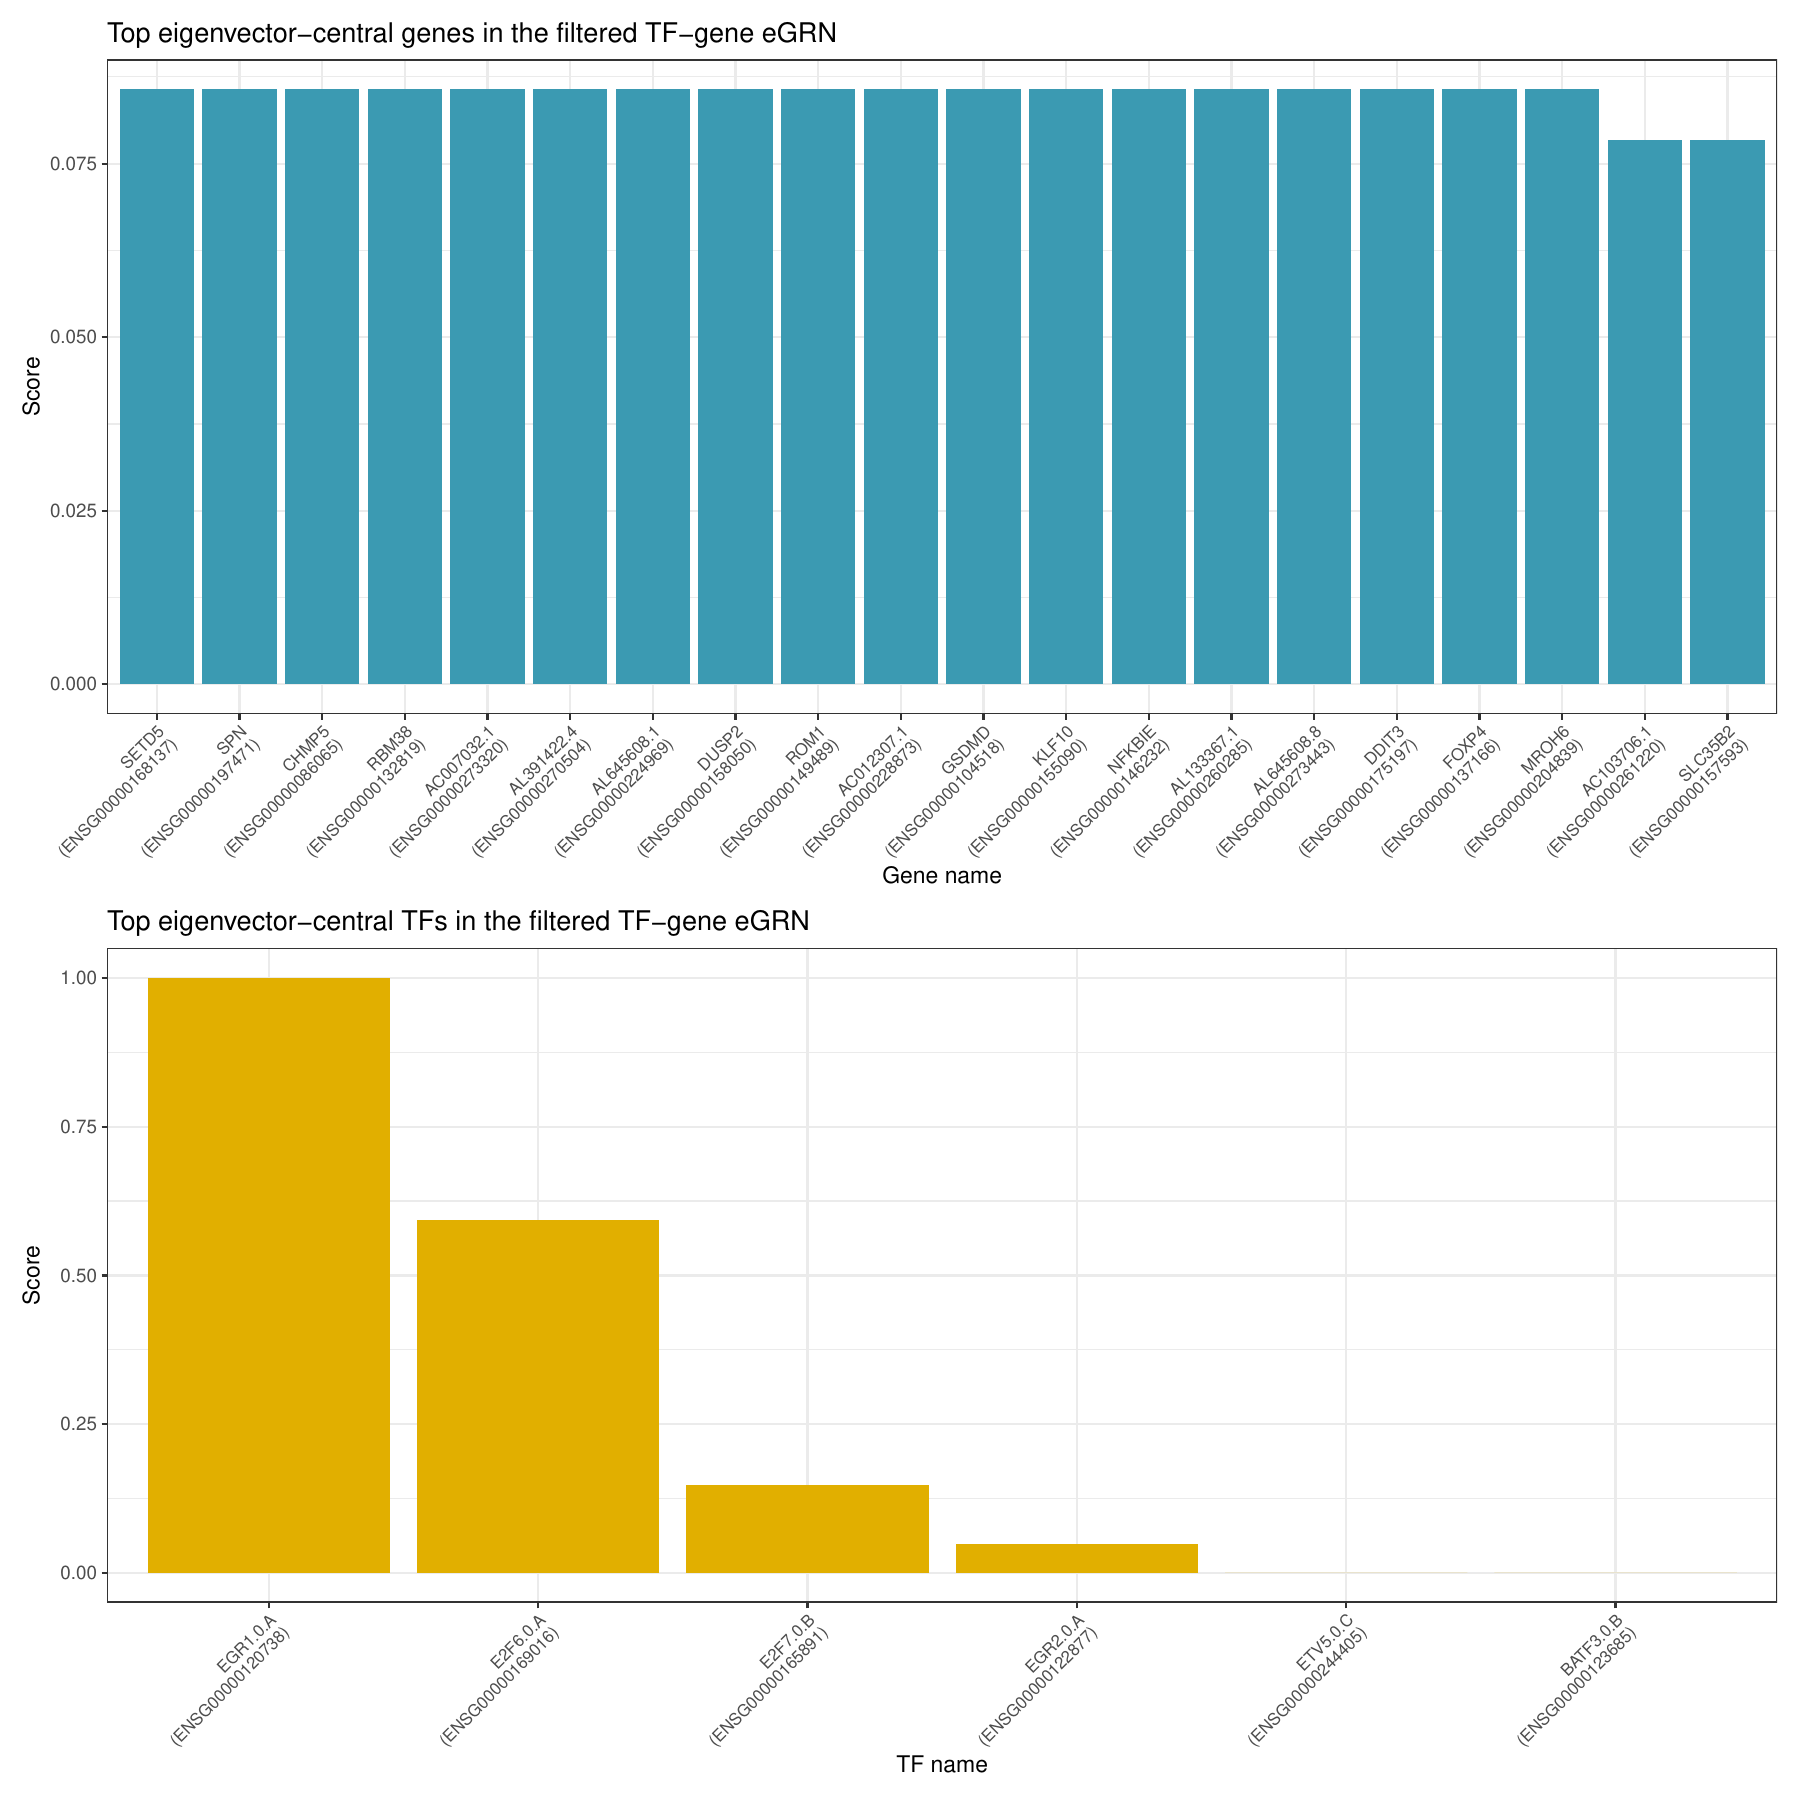 Top eigenvector−central genes in the filtered TF−gene eGRN
Score
0.075
0.050
0.025
0.000
SETD5
(ENSG00000168137)
SPN
(ENSG00000197471)
CHMP5
(ENSG00000086065)
RBM38
(ENSG00000132819)
AC007032.1
(ENSG00000273320)
AL391422.4
(ENSG00000270504)
AL645608.1
(ENSG00000224969)
DUSP2
(ENSG00000158050)
ROM1
(ENSG00000149489)
AC012307.1
(ENSG00000228873)
GSDMD
(ENSG00000104518)
KLF10
(ENSG00000155090)
NFKBIE
(ENSG00000146232)
AL133367.1
(ENSG00000260285)
AL645608.8
(ENSG00000273443)
DDIT3
(ENSG00000175197)
FOXP4
(ENSG00000137166)
MROH6
(ENSG00000204839)
AC103706.1
(ENSG00000261220)
SLC35B2
(ENSG00000157593)
Gene name
Top eigenvector−central TFs in the filtered TF−gene eGRN
Score
1.00
0.75
0.50
0.25
0.00
EGR1.0.A
(ENSG00000120738)
E2F6.0.A
(ENSG00000169016)
E2F7.0.B
(ENSG00000165891)
EGR2.0.A
(ENSG00000122877)
ETV5.0.C
(ENSG00000244405)
BATF3.0.B
(ENSG00000123685)
TF name